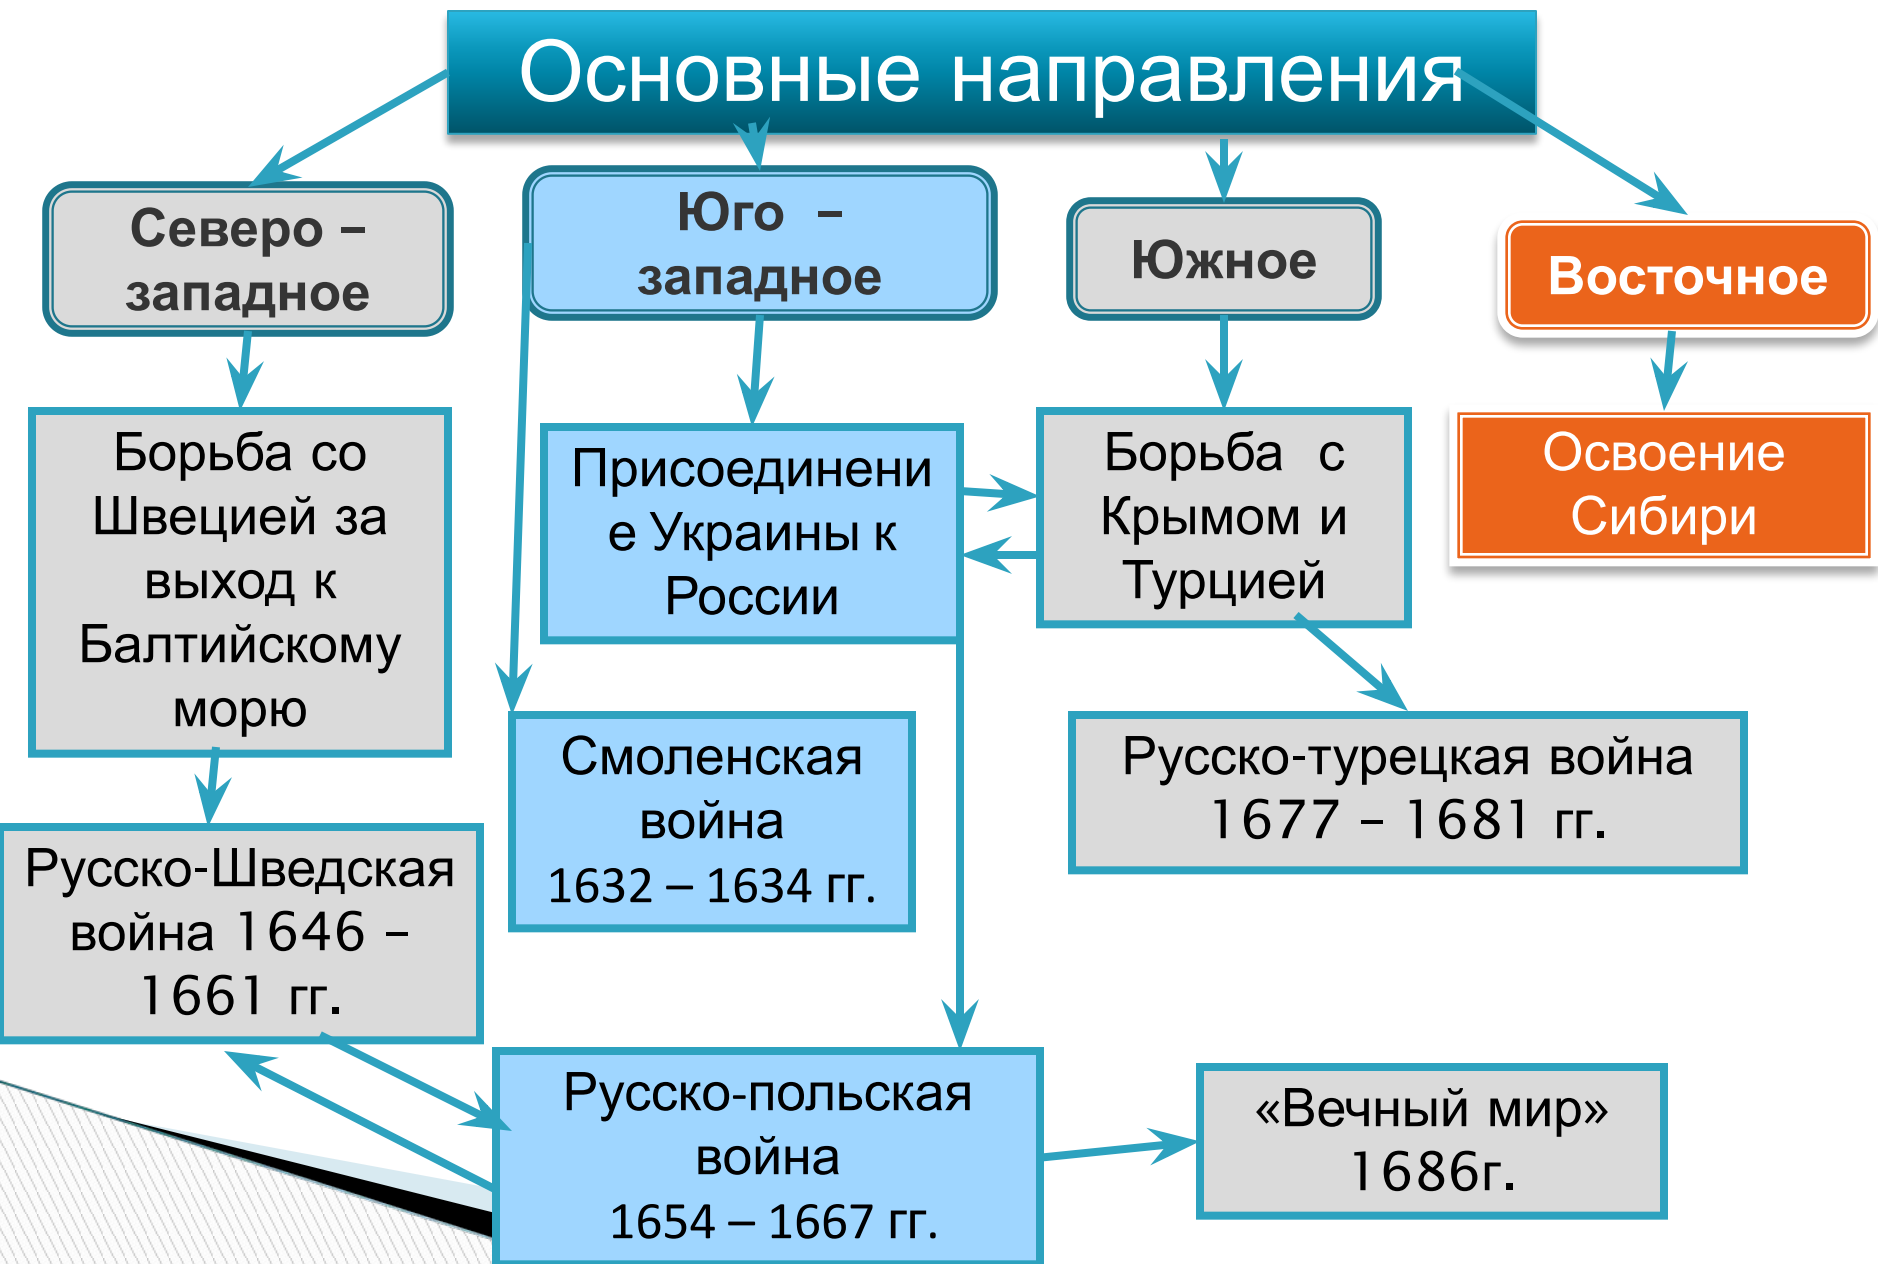 Основные направления
Северо –
западное
Юго –
западное
Южное
Восточное
Борьба со
Швецией за
выход к
Балтийскому
морю
Присоединени
е Украины к
России
Борьба с
Крымом и
Турцией
Освоение
Сибири
Смоленская
война
1632 – 1634 гг.
Русско-турецкая война
1677 – 1681 гг.
Русско-Шведская
война 1646 –
1661 гг.
Русско-польская
война
1654 – 1667 гг.
«Вечный мир»
1686г.